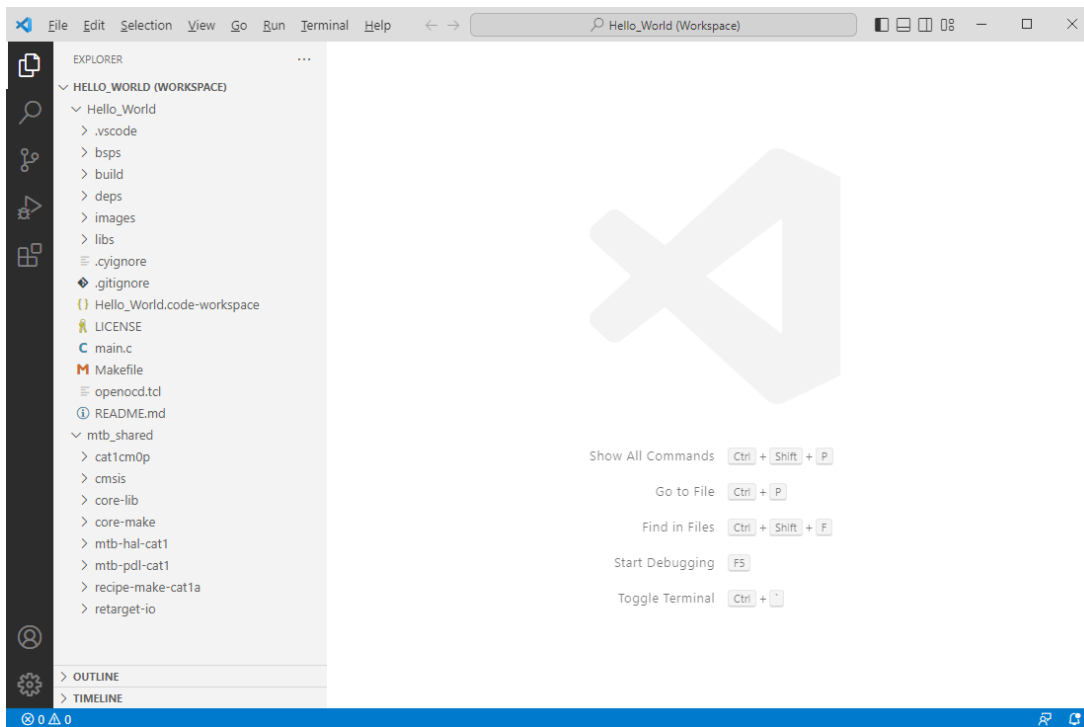 File Edit Selection View Go Run Terminal Help Hello_World (Workspace)
EXPLORER
HELLO_WORLD (WORKSPACE)
Hello_World
.vscode
bsps
build
deps
images
libs
.cyignore
.gitignore
Hello_World.code-workspace
LICENSE
C main.c
M Makefile
openocd.tcl
README.md
mtb_shared
cat1cm0p
cmsis
core-lib
core-make
mtb-hal-cat1
mtb-pdl-cat1
recipe-make-cat1a
retarget-io
OUTLINE
TIMELINE
Show All Commands Ctrl + Shift + P
Go to File Ctrl + P
Find in Files Ctrl + Shift + F
Start Debugging F5
Toggle Terminal Ctrl + `
0 0